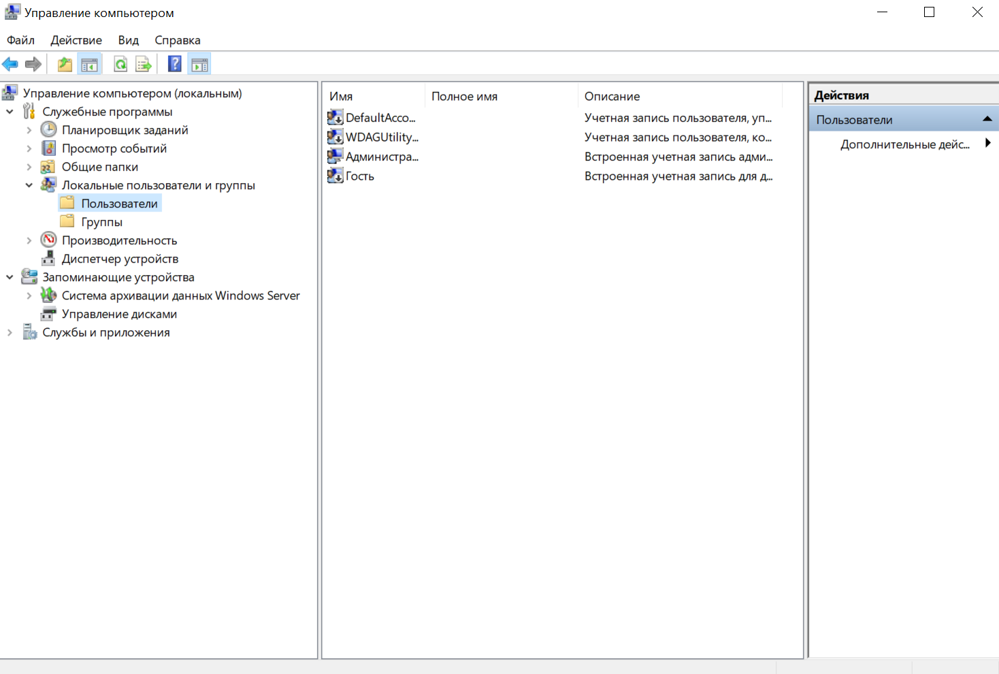 Управление компьютером
Файл Действие Вид Справка
Управление компьютером (локальным)
Служебные программы
Планировщик заданий
Просмотр событий
Общие папки
Локальные пользователи и группы
Пользователи
Группы
Производительность
Диспетчер устройств
Запоминающие устройства
Система архивации данных Windows Server
Управление дисками
Службы и приложения
Имя Полное имя Описание
DefaultAcco... Учетная запись пользователя, уп...
WDAGUtility... Учетная запись пользователя, ко...
Администра... Встроенная учетная запись адми...
Гость Встроенная учетная запись для д...
Действия
Пользователи
Дополнительные дейс...